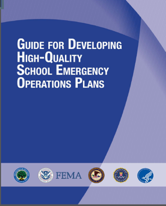 GUIDE FOR DEVELOPING
HIGH-QUALITY
SCHOOL EMERGENCY
OPERATIONS PLANS
FEMA